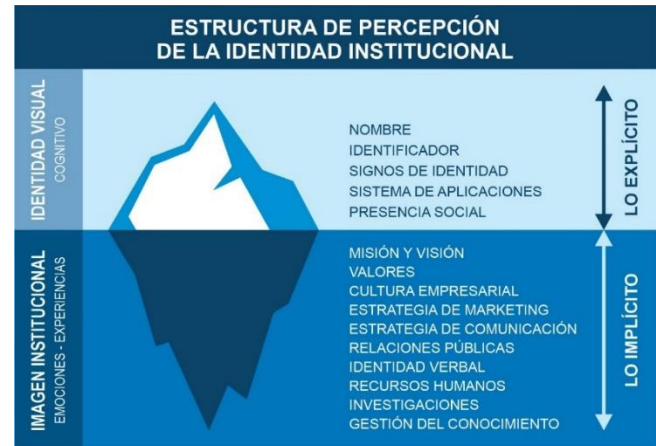 ESTRUCTURA DE PERCEPCIÓN
DE LA IDENTIDAD INSTITUCIONAL
IDENTIDAD VISUAL
COGNITIVO
NOMBRE
IDENTIFICADOR
SIGNOS DE IDENTIDAD
SISTEMA DE APLICACIONES
PRESENCIA SOCIAL
LO EXPLÍCITO
IMAGEN INSTITUCIONAL
EMOCIONES - EXPERIENCIAS
MISIÓN Y VISIÓN
VALORES
CULTURA EMPRESARIAL
ESTRATEGIA DE MARKETING
ESTRATEGIA DE COMUNICACIÓN
RELACIONES PÚBLICAS
IDENTIDAD VERBAL
RECURSOS HUMANOS
INVESTIGACIONES
GESTIÓN DEL CONOCIMIENTO
LO IMPLÍCITO